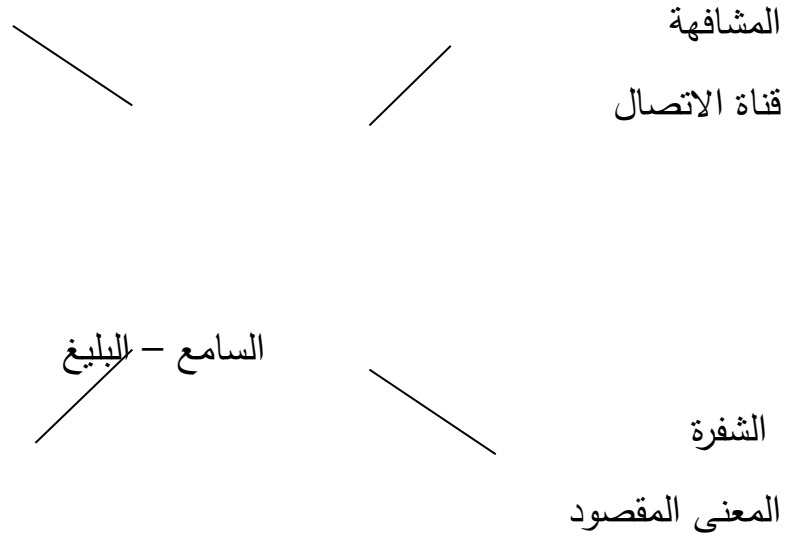 المشافهة
قناة الاتصال
السامع – البليغ
الشفرة
المعنى المقصود